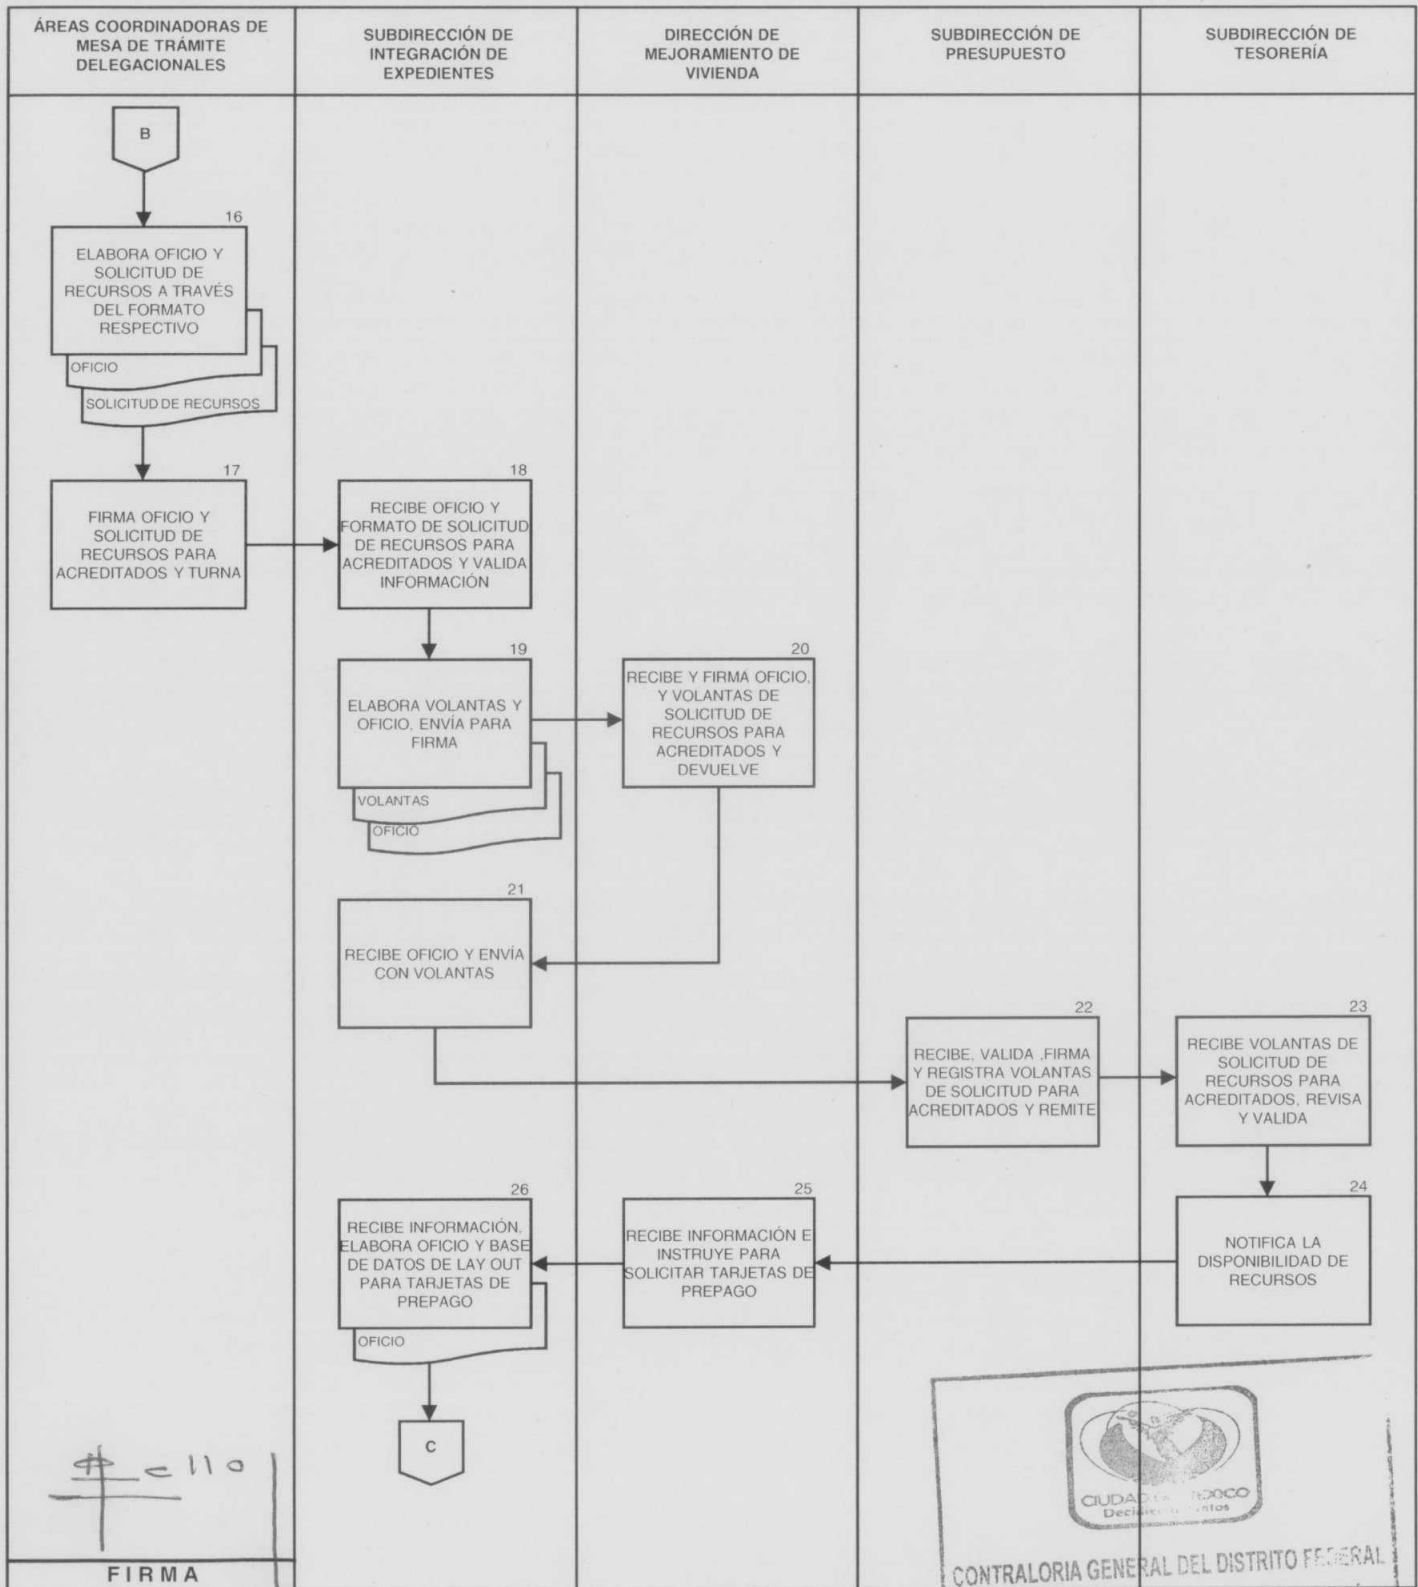 ÁREAS COORDINADORAS DE
MESA DE TRÁMITE
DELEGACIONALES
SUBDIRECCIÓN DE
INTEGRACIÓN DE
EXPEDIENTES
DIRECCIÓN DE
MEJORAMIENTO DE
VIVIENDA
SUBDIRECCIÓN DE
PRESUPUESTO
SUBDIRECCIÓN DE
TESORERÍA
B
16
ELABORA OFICIO Y
SOLICITUD DE
RECURSOS A TRAVÉS
DEL FORMATO
RESPECTIVO
OFICIO
SOLICITUD DE RECURSOS
17
FIRMA OFICIO Y
SOLICITUD DE
RECURSOS PARA
ACREDITADOS Y TURNA
18
RECIBE OFICIO Y
FORMATO DE SOLICITUD
DE RECURSOS PARA
ACREDITADOS Y VALIDA
INFORMACIÓN
19
ELABORA VOLANTAS Y
OFICIO, ENVÍA PARA
FIRMA
VOLANTAS
OFICIO
20
RECIBE Y FIRMA OFICIO,
Y VOLANTAS DE
SOLICITUD DE
RECURSOS PARA
ACREDITADOS Y
DEVUELVE
21
RECIBE OFICIO Y ENVÍA
CON VOLANTAS
22
RECIBE, VALIDA ,FIRMA
Y REGISTRA VOLANTAS
DE SOLICITUD PARA
ACREDITADOS Y REMITE
23
RECIBE VOLANTAS DE
SOLICITUD DE
RECURSOS PARA
ACREDITADOS, REVISA
Y VALIDA
24
NOTIFICA LA
DISPONIBILIDAD DE
RECURSOS
25
RECIBE INFORMACIÓN E
INSTRUYE PARA
SOLICITAR TARJETAS DE
PREPAGO
26
RECIBE INFORMACIÓN,
ELABORA OFICIO Y BASE
DE DATOS DE LAY OUT
PARA TARJETAS DE
PREPAGO
OFICIO
C
FIRMA
CIUDAD
CONTRALORIA GENERAL DEL DISTRITO FEDERAL